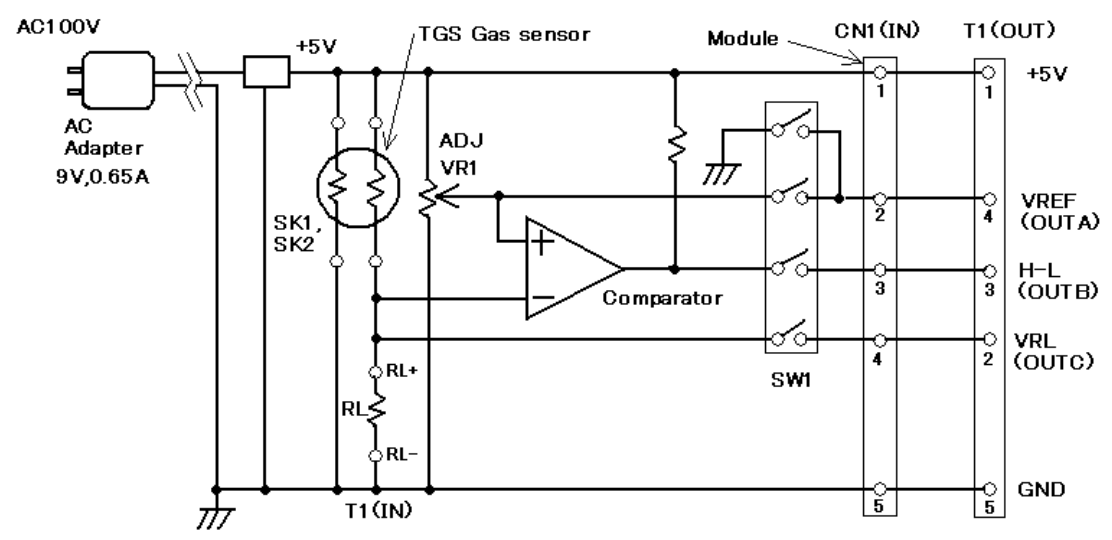 AC100V
+5V
TGS Gas sensor
Module
CN1(IN)
T1(OUT)
1
1
+5V
AC
Adapter
9V,0.65A
ADJ
VR1
SK1,
SK2
+
−
Comparator
2
4
VREF
(OUTA)
3
3
H-L
(OUTB)
4
2
VRL
(OUTC)
SW1
RL+
RL
RL-
T1(IN)
5
5
GND